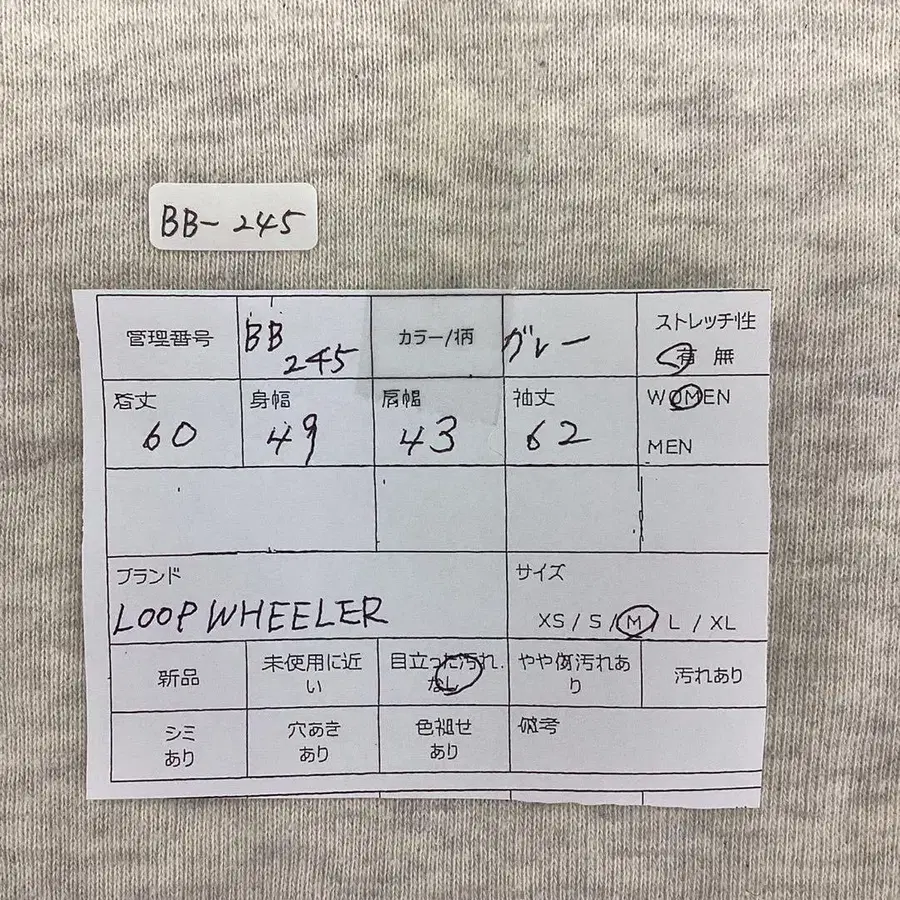 BB-245
管理番号 BB 245 カラー/柄 グレー ストレッチ性
有 無
着丈 身幅 肩幅 袖丈 WOMEN
60 49 43 62 MEN
ブランド サイズ
LOOP WHEELER XS / S / M / L / XL
新品 未使用に近い 目立った汚れ.なし やや傷汚れあり 汚れあり
シミあり 穴あきあり 色褪せあり 備考